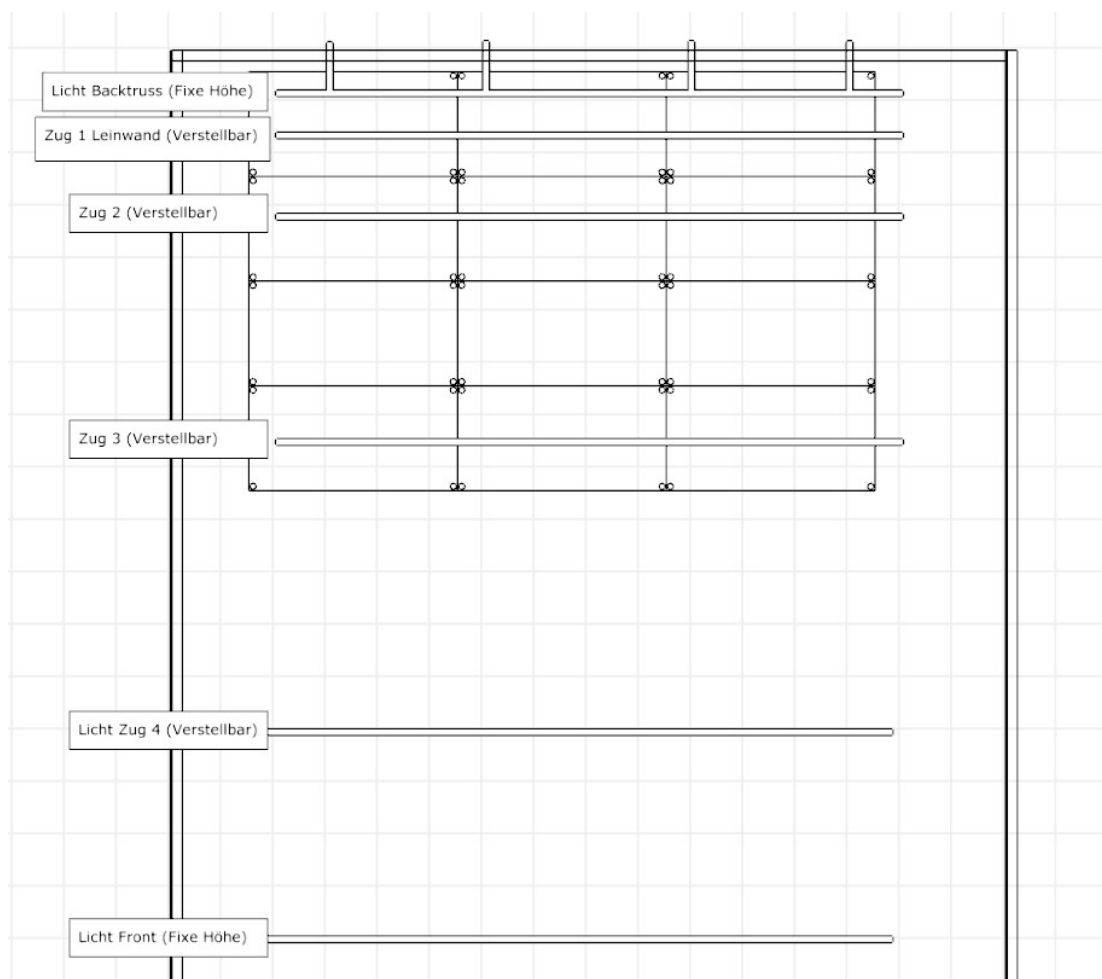 Licht Backtruss (Fixe Höhe)
Zug 1 Leinwand (Verstellbar)
Zug 2 (Verstellbar)
Zug 3 (Verstellbar)
Licht Zug 4 (Verstellbar)
Licht Front (Fixe Höhe)